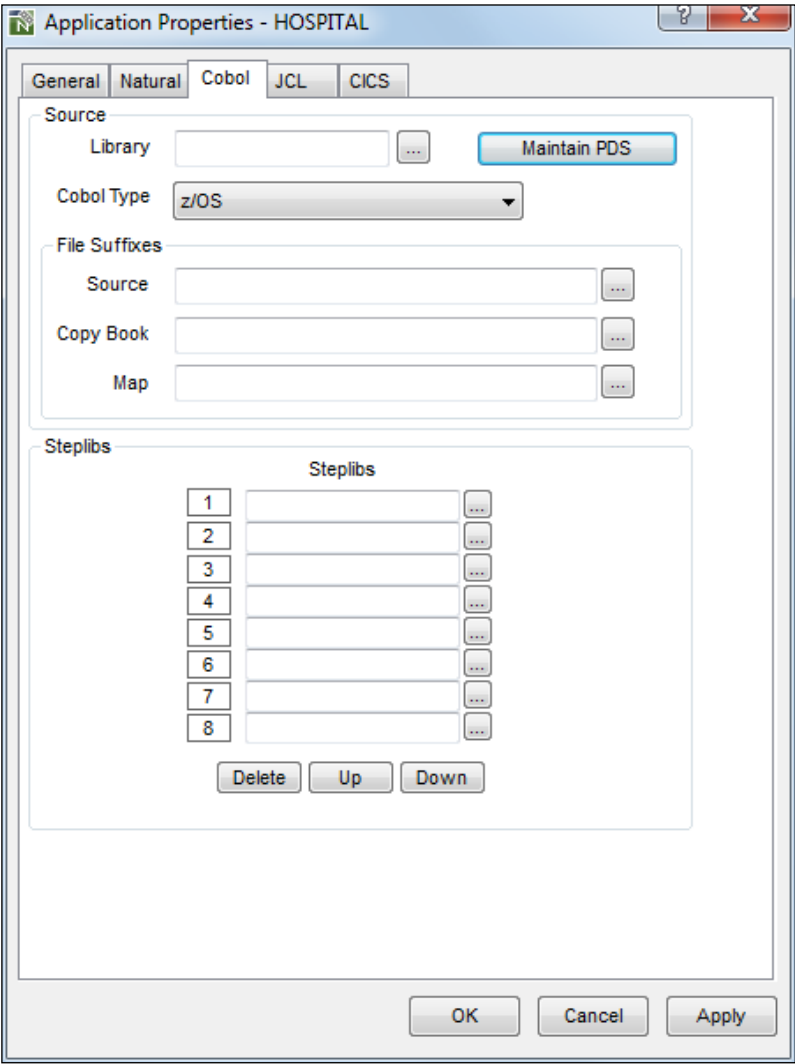 Application Properties - HOSPITAL
?
X
General Natural Cobol JCL CICS
Source
Library ... Maintain PDS
Cobol Type z/OS
File Suffixes
Source ...
Copy Book ...
Map ...
Steplibs
Steplibs
1 ...
2 ...
3 ...
4 ...
5 ...
6 ...
7 ...
8 ...
Delete Up Down
OK Cancel Apply